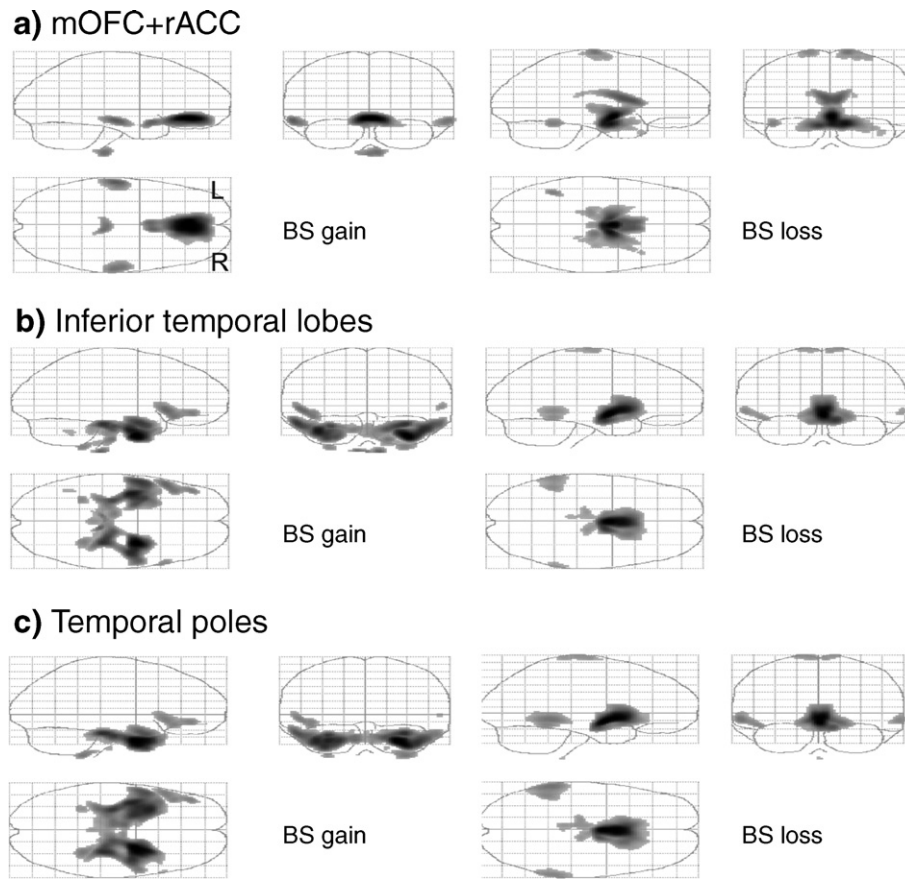 a) mOFC+rACC
L
R
BS gain
BS loss
b) Inferior temporal lobes
BS gain
BS loss
c) Temporal poles
BS gain
BS loss